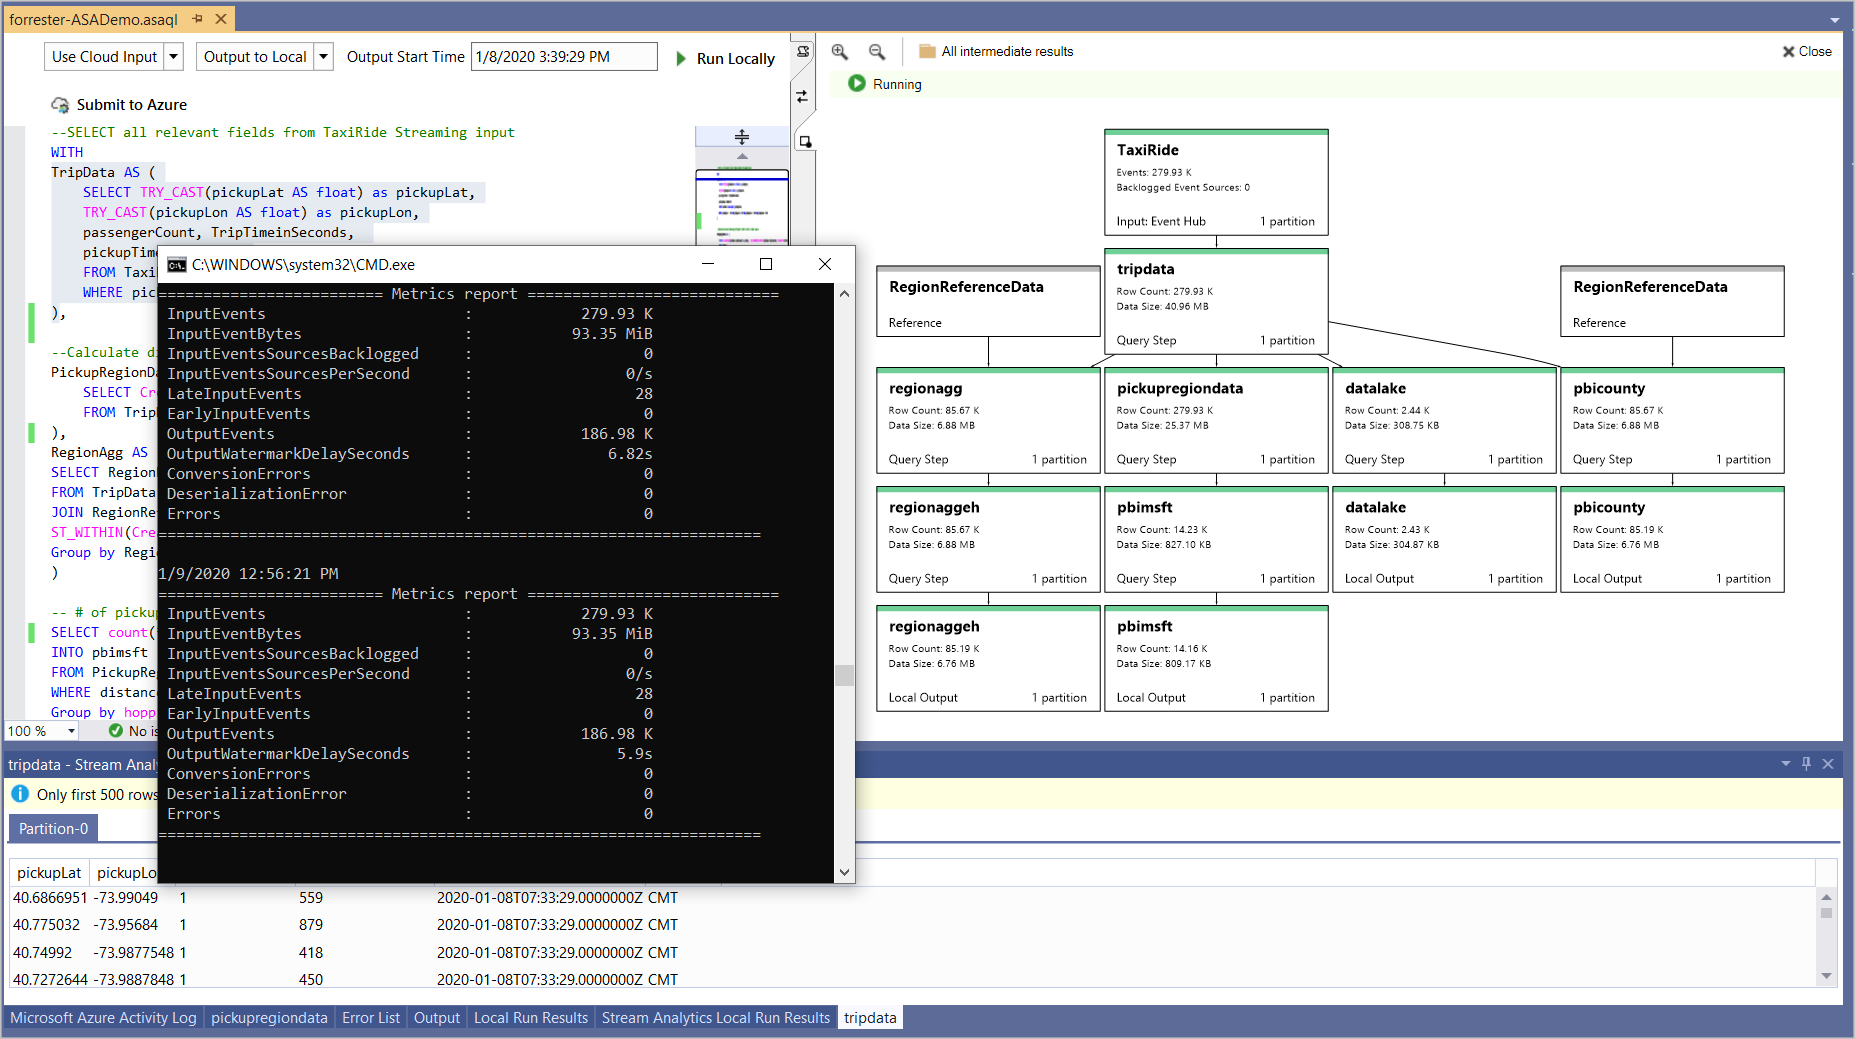 forrester-ASADemo.asaql
Use Cloud Input
Output to Local
Output Start Time
1/8/2020 3:39:29 PM
Run Locally
Submit to Azure
--SELECT all relevant fields from TaxiRide Streaming input
WITH
TripData AS (
SELECT TRY_CAST(pickupLat AS float) as pickupLat,
TRY_CAST(pickupLon AS float) as pickupLon,
passengerCount, TripTimeinSeconds,
pickupTime
FROM Taxi
WHERE pic
),
--Calculate di
PickupRegionDa
SELECT Cre
FROM Trip
),
RegionAgg AS
SELECT Region
FROM TripData
JOIN RegionRe
ST_WITHIN(Cre
Group by Regi
)
-- # of pickup
SELECT count(
INTO pbimsft
FROM PickupReg
WHERE distance
Group by hopp
100 %
No is
C:\WINDOWS\system32\CMD.exe
========================= Metrics report ============================
InputEvents : 279.93 K
InputEventBytes : 93.35 MiB
InputEventsSourcesBacklogged : 0
InputEventsSourcesPerSecond : 0/s
LateInputEvents : 28
EarlyInputEvents : 0
OutputEvents : 186.98 K
OutputWatermarkDelaySeconds : 6.82s
ConversionErrors : 0
DeserializationError : 0
Errors : 0
===================================================================
1/9/2020 12:56:21 PM
========================= Metrics report ============================
InputEvents : 279.93 K
InputEventBytes : 93.35 MiB
InputEventsSourcesBacklogged : 0
InputEventsSourcesPerSecond : 0/s
LateInputEvents : 28
EarlyInputEvents : 0
OutputEvents : 186.98 K
OutputWatermarkDelaySeconds : 5.9s
ConversionErrors : 0
DeserializationError : 0
Errors : 0
===================================================================
All intermediate results
Close
Running
TaxiRide
Events: 279.93 K
Backlogged Event Sources: 0
Input: Event Hub 1 partition
RegionReferenceData
Reference
tripdata
Row Count: 279.93 K
Data Size: 40.96 MB
Query Step 1 partition
RegionReferenceData
Reference
regionagg
Row Count: 85.67 K
Data Size: 6.88 MB
Query Step 1 partition
pickupregiondata
Row Count: 279.93 K
Data Size: 25.37 MB
Query Step 1 partition
datalake
Row Count: 2.44 K
Data Size: 308.75 KB
Query Step 1 partition
pbicounty
Row Count: 85.67 K
Data Size: 6.88 MB
Query Step 1 partition
regionaggeh
Row Count: 85.67 K
Data Size: 6.88 MB
Query Step 1 partition
pbimsft
Row Count: 14.23 K
Data Size: 827.10 KB
Query Step 1 partition
datalake
Row Count: 2.43 K
Data Size: 304.87 KB
Local Output 1 partition
pbicounty
Row Count: 85.19 K
Data Size: 6.76 MB
Local Output 1 partition
regionaggeh
Row Count: 85.19 K
Data Size: 6.76 MB
Local Output 1 partition
pbimsft
Row Count: 14.16 K
Data Size: 809.17 KB
Local Output 1 partition
tripdata - Stream Analy
Only first 500 rows
Partition-0
pickupLat pickupLo
40.6866951 -73.99049 1 559 2020-01-08T07:33:29.0000000Z CMT
40.775032 -73.95684 1 879 2020-01-08T07:33:29.0000000Z CMT
40.74992 -73.9877548 1 418 2020-01-08T07:33:29.0000000Z CMT
40.7272644 -73.9887848 1 450 2020-01-08T07:33:29.0000000Z CMT
Microsoft Azure Activity Log
pickupregiondata
Error List
Output
Local Run Results
Stream Analytics Local Run Results
tripdata